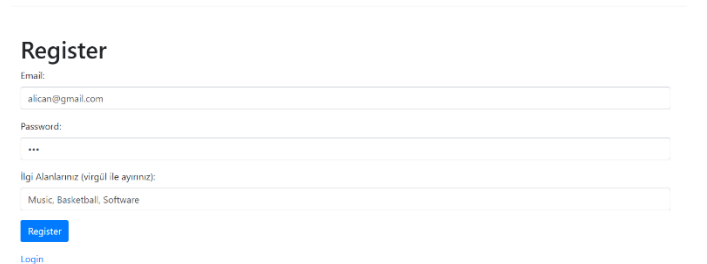 Register
Email:
alican@gmail.com
Password:
•••
İlgi Alanlarınız (virgül ile ayırınız):
Music, Basketball, Software
Register
Login